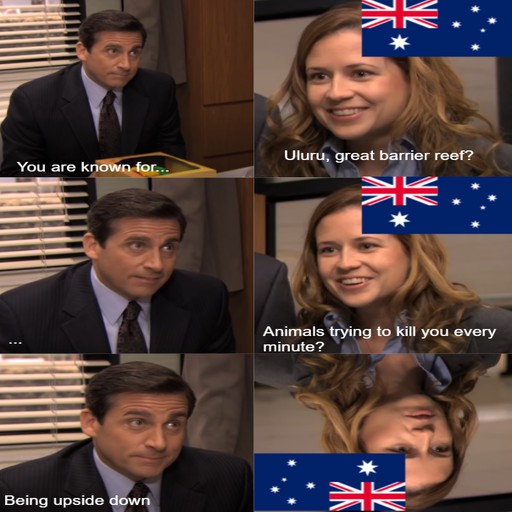 You are known for...
Uluru, great barrier reef?
...
Animals trying to kill you every
minute?
Being upside down